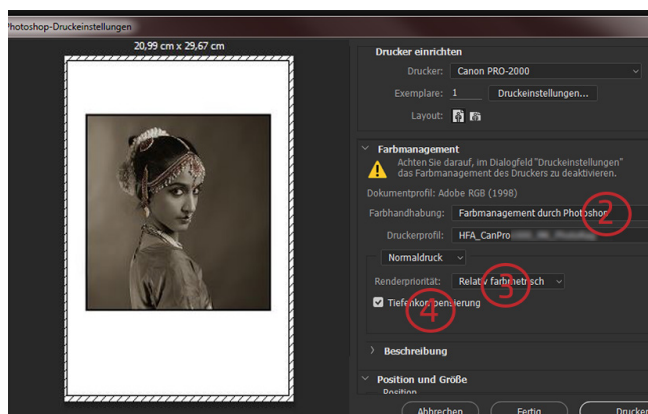 Photoshop-Druckeinstellungen
20,99 cm x 29,67 cm
Drucker einrichten
Drucker: Canon PRO-2000
Exemplare: 1 Druckeinstellungen...
Layout:
Farbmanagement
Achten Sie darauf, im Dialogfeld "Druckeinstellungen"
das Farbmanagement des Druckers zu deaktivieren.
Dokumentprofil: Adobe RGB (1998)
Farbhandhabung: Farbmanagement durch Photoshop
2
Druckerprofil: HFA_CanPro
Normaldruck
Renderpriorität: Relativ farbmetrisch
3
Tiefenkompensierung
4
Beschreibung
Position und Größe
Position
Abbrechen Fertig Drucken